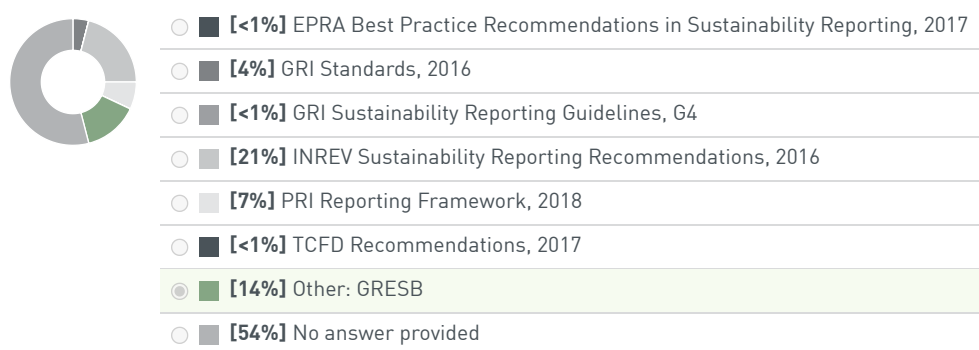 [<1%] EPRA Best Practice Recommendations in Sustainability Reporting, 2017
[4%] GRI Standards, 2016
[<1%] GRI Sustainability Reporting Guidelines, G4
[21%] INREV Sustainability Reporting Recommendations, 2016
[7%] PRI Reporting Framework, 2018
[<1%] TCFD Recommendations, 2017
[14%] Other: GRESB
[54%] No answer provided